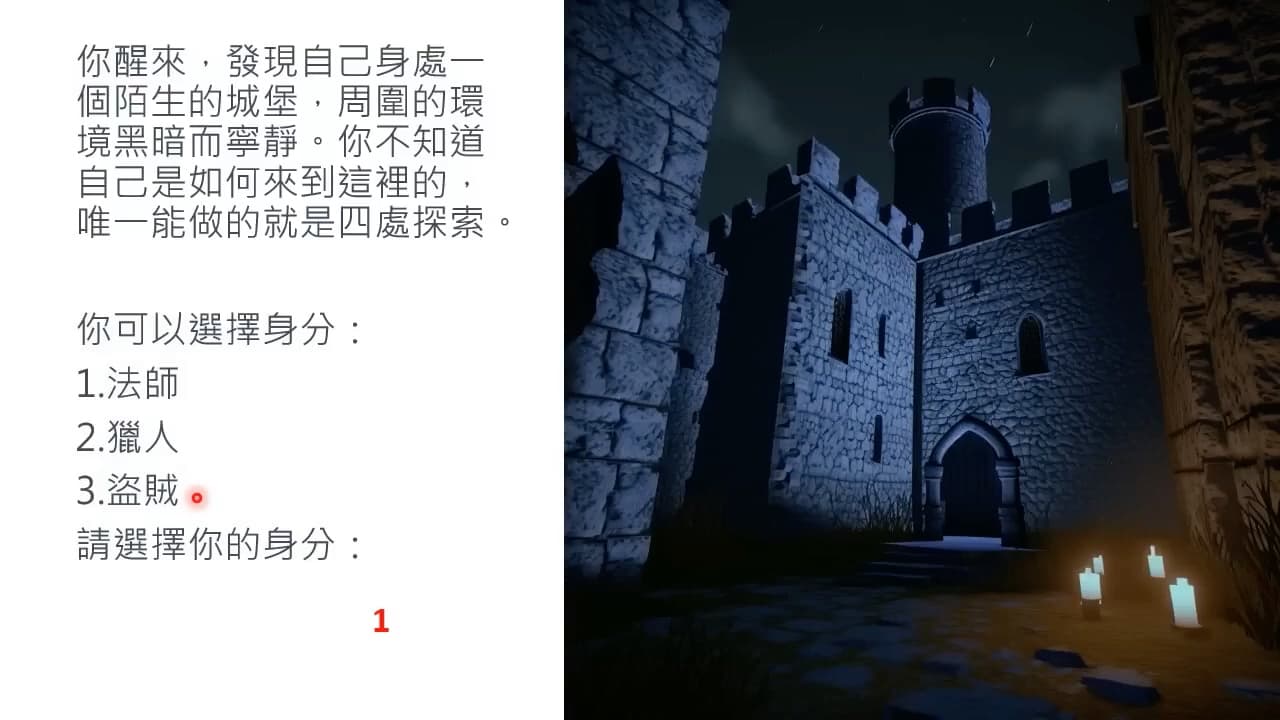 你醒來，發現自己身處一
個陌生的城堡，周圍的環
境黑暗而寧靜。你不知道
自己是如何來到這裡的，
唯一能做的就是四處探索。
你可以選擇身分：
1.法師
2.獵人
3.盜賊
請選擇你的身分：
1